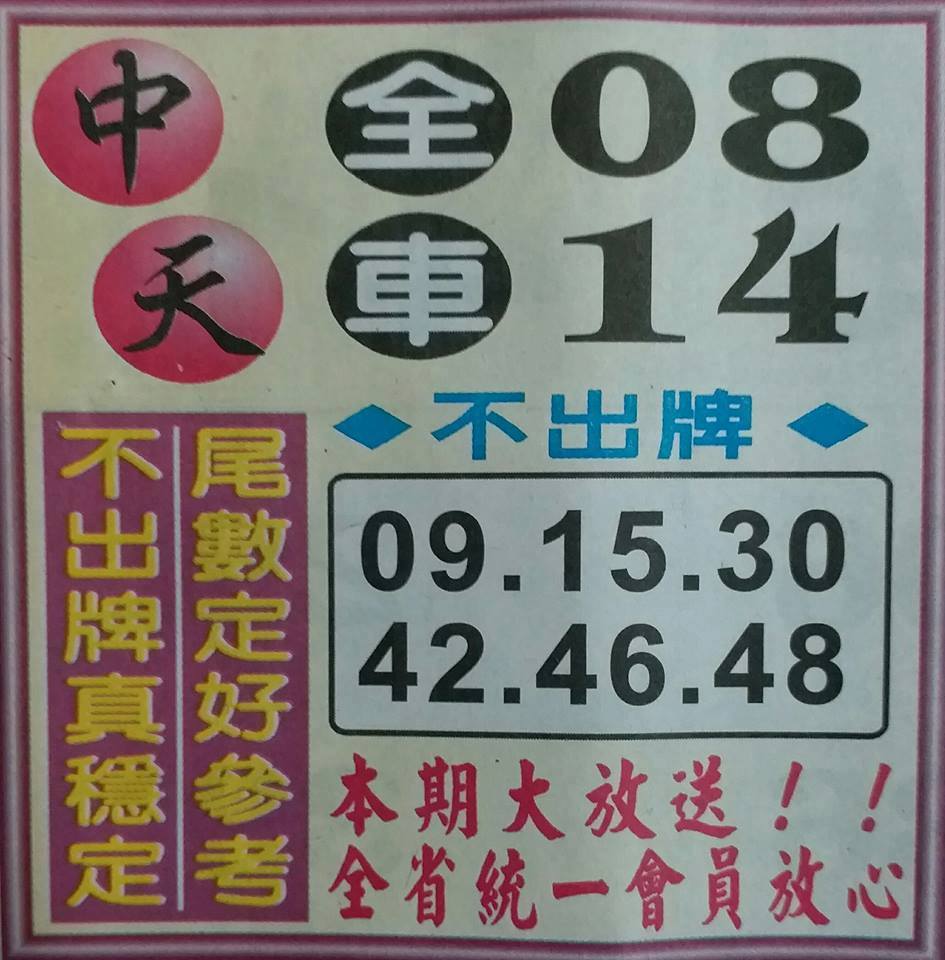 中天
全車
08
14
不出牌
09.15.30
42.46.48
尾數定好參考
不出牌真穩定
本期大放送！！
全省統一會員放心